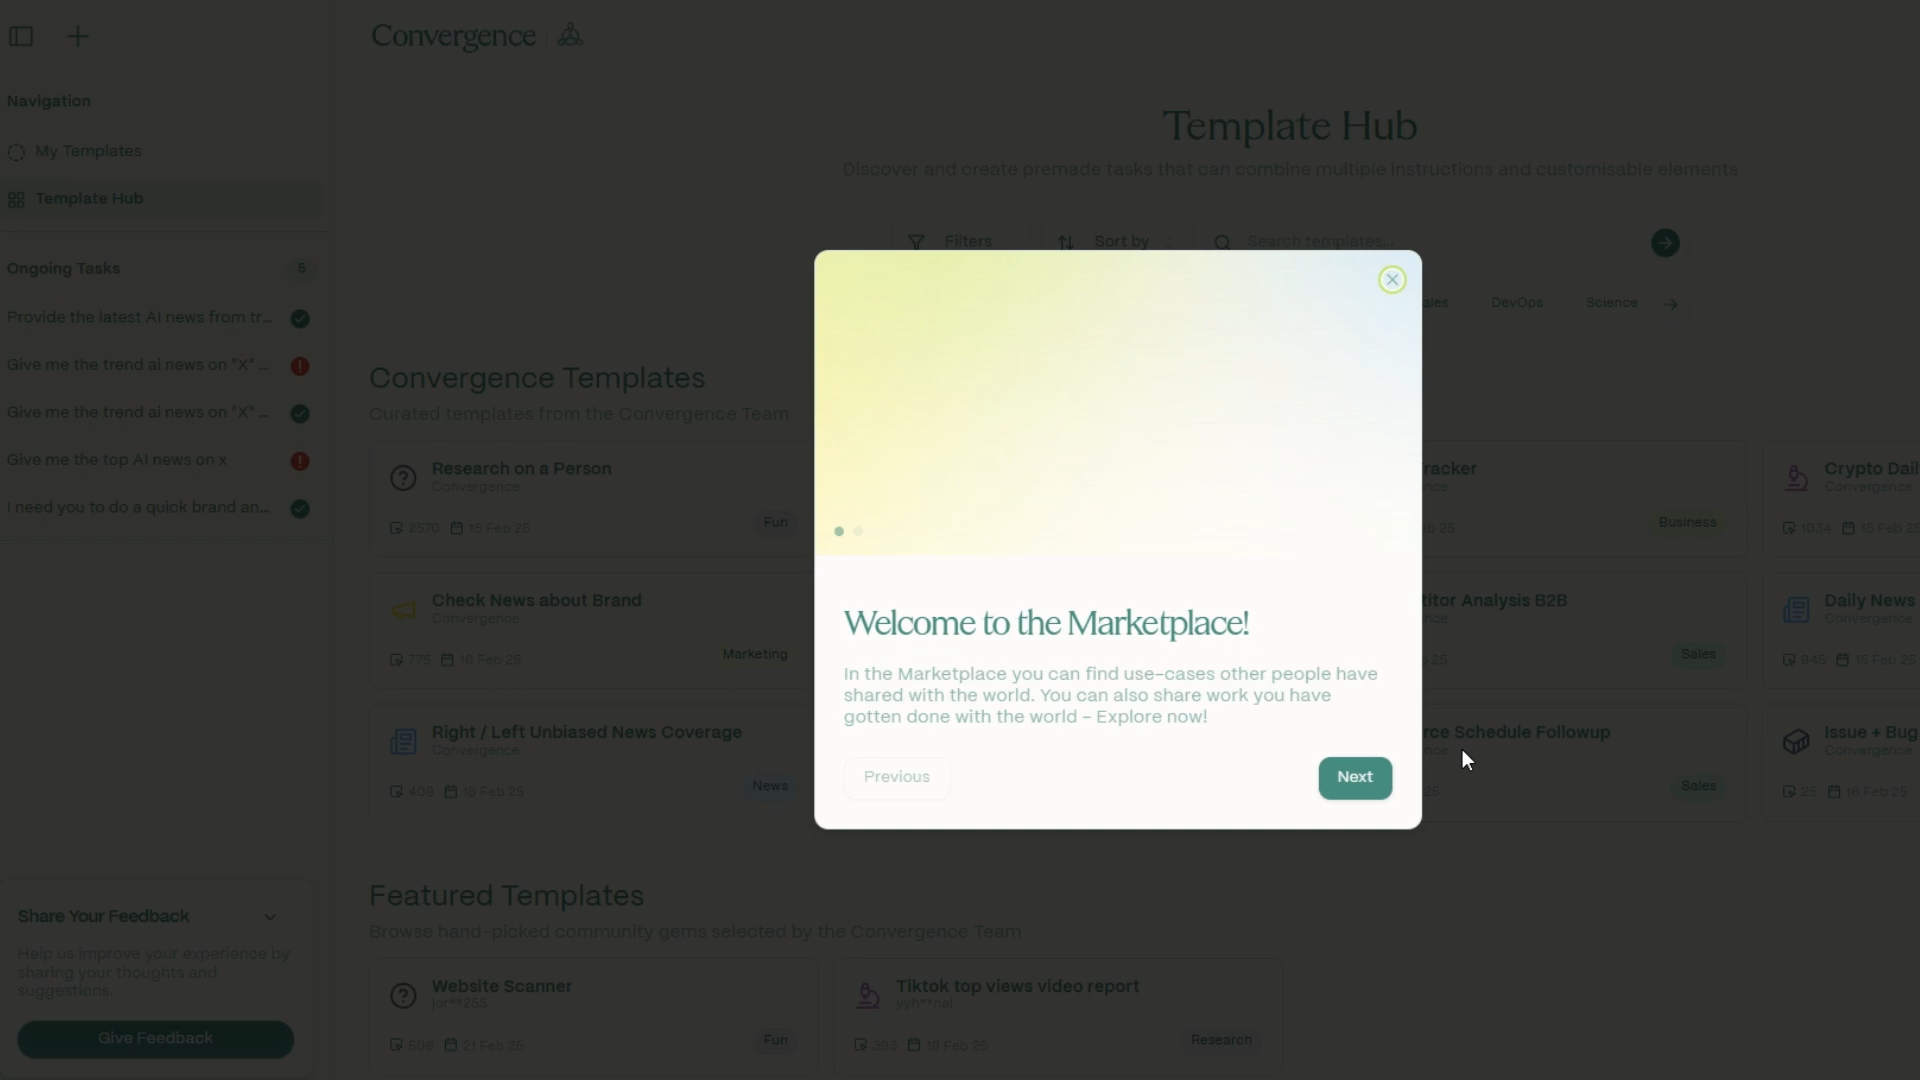 Convergence
Navigation
My Templates
Template Hub
Ongoing Tasks 5
Provide the latest AI news from tr...
Give me the trend ai news on "X" ...
Give me the trend ai news on "X" ...
Give me the top AI news on x
I need you to do a quick brand an...
Share Your Feedback
Help us improve your experience by
sharing your thoughts and
suggestions.
Give Feedback
Template Hub
Discover and create premade tasks that can combine multiple instructions and customisable elements
Filters
Sort by
Search templates...
DevOps
Science
Convergence Templates
Curated templates from the Convergence Team
Research on a Person
Convergence
2570 18 Feb 25
Fun
Business
Crypto Dail
Convergence
1034 15 Feb 25
Check News about Brand
Convergence
775 16 Feb 25
Marketing
titor Analysis B2B
Sales
Daily News
Convergence
945 15 Feb 25
Right / Left Unbiased News Coverage
Convergence
409 18 Feb 25
News
rce Schedule Followup
Sales
Issue + Bug
Convergence
25 16 Feb 25
Welcome to the Marketplace!
In the Marketplace you can find use-cases other people have
shared with the world. You can also share work you have
gotten done with the world - Explore now!
Previous
Next
Featured Templates
Browse hand-picked community gems selected by the Convergence Team
Website Scanner
jor**255
506 21 Feb 25
Fun
Tiktok top views video report
yyh**nal
393 19 Feb 25
Research